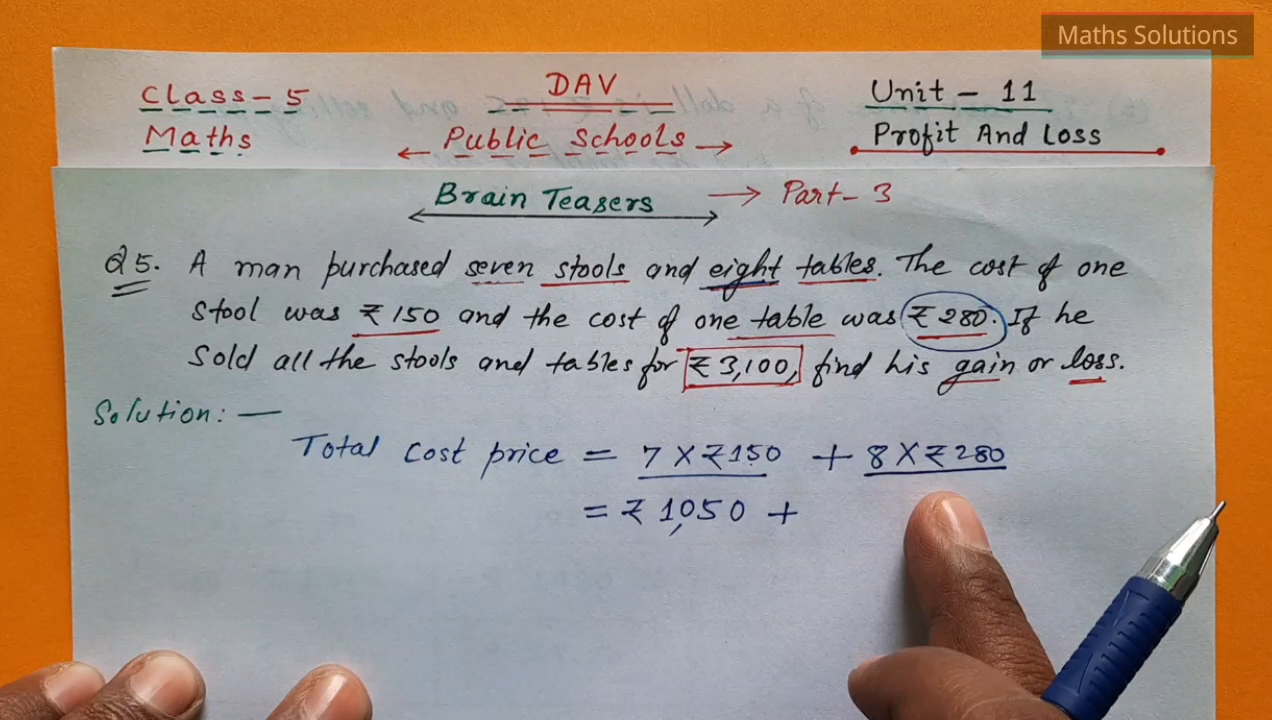 Maths Solutions
Class-5 DAV Unit - 11
Maths Public Schools Profit And Loss
Brain Teasers → Part-3
Q5. A man purchased seven stools and eight tables. The cost of one
stool was ₹150 and the cost of one table was ₹280. If he
sold all the stools and tables for ₹3,100, find his gain or loss.
Solution:—
Total cost price = 7 X ₹150 + 8 X ₹280
= ₹1,050 +